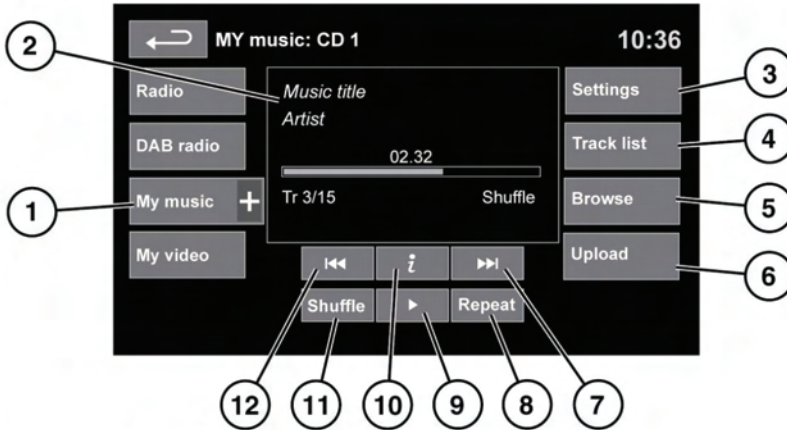 MY music: CD 1
10:36
2
Radio
DAB radio
My music +
My video
1
Music title
Artist
02.32
Tr 3/15 Shuffle
Settings
Track list
Browse
Upload
3
4
5
6
i
Shuffle
Repeat
12 11 10 9 8 7